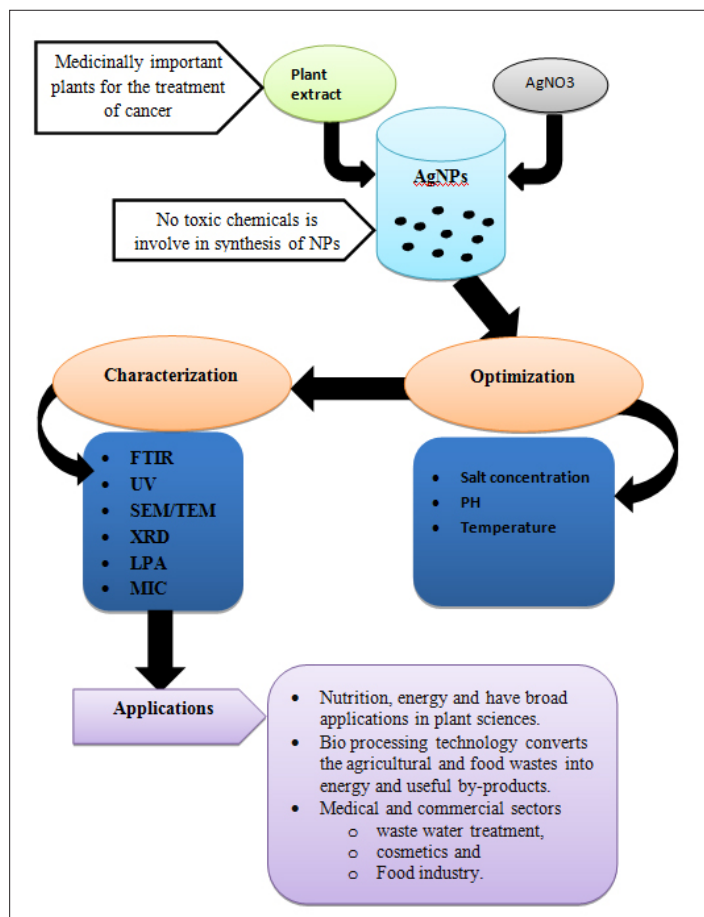 Medicinally important
plants for the treatment
of cancer
Plant
extract
AgNO3
AgNPs
No toxic chemicals is
involve in synthesis of NPs
Characterization
Optimization
• FTIR
• UV
• SEM/TEM
• XRD
• LPA
• MIC
• Salt concentration
• PH
• Temperature
Applications
• Nutrition, energy and have broad
applications in plant sciences.
• Bio processing technology converts
the agricultural and food wastes into
energy and useful by-products.
• Medical and commercial sectors
o waste water treatment,
o cosmetics and
o Food industry.